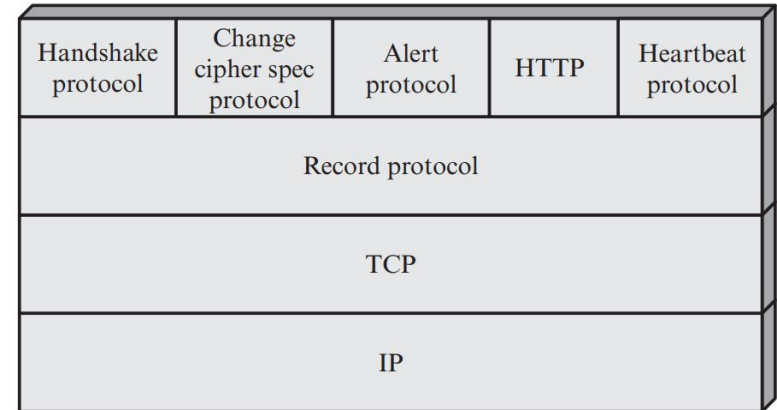 Handshake
protocol
Change
cipher spec
protocol
Alert
protocol
HTTP
Heartbeat
protocol
Record protocol
TCP
IP